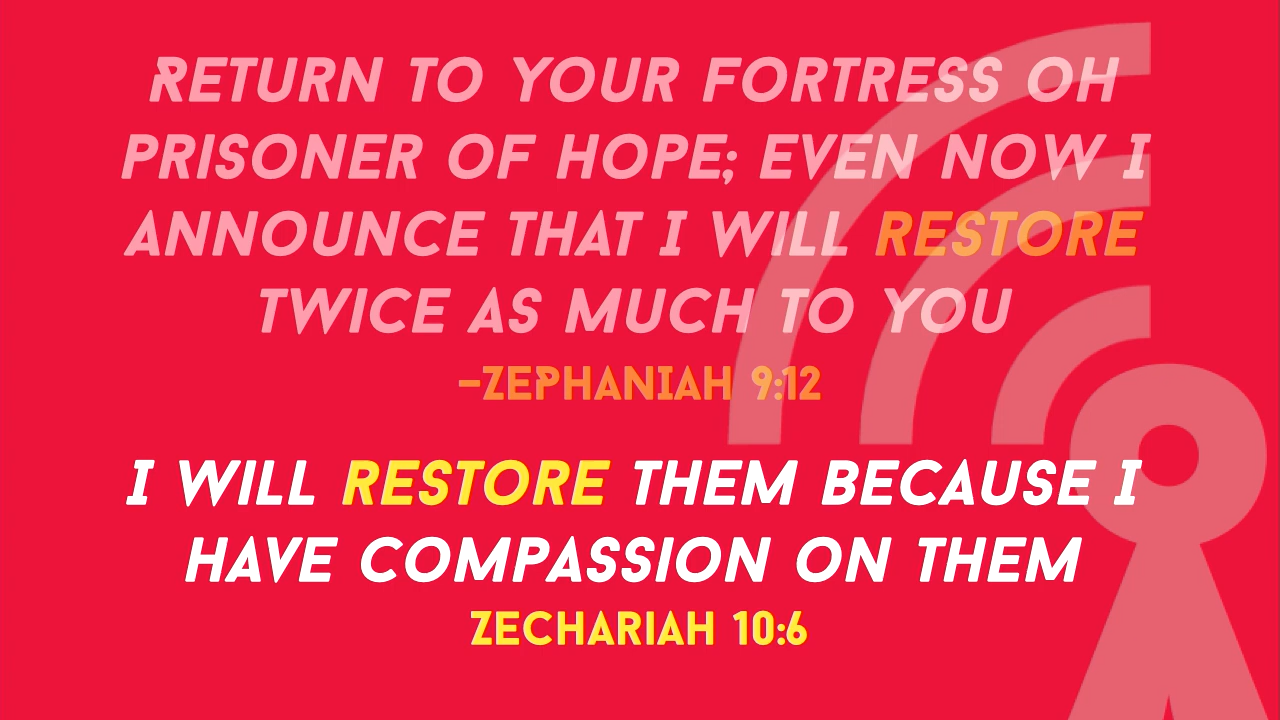 RETURN TO YOUR FORTRESS OH
PRISONER OF HOPE; EVEN NOW I
ANNOUNCE THAT I WILL RESTORE
TWICE AS MUCH TO YOU
–ZEPHANIAH 9:12
I WILL RESTORE THEM BECAUSE I
HAVE COMPASSION ON THEM
ZECHARIAH 10:6